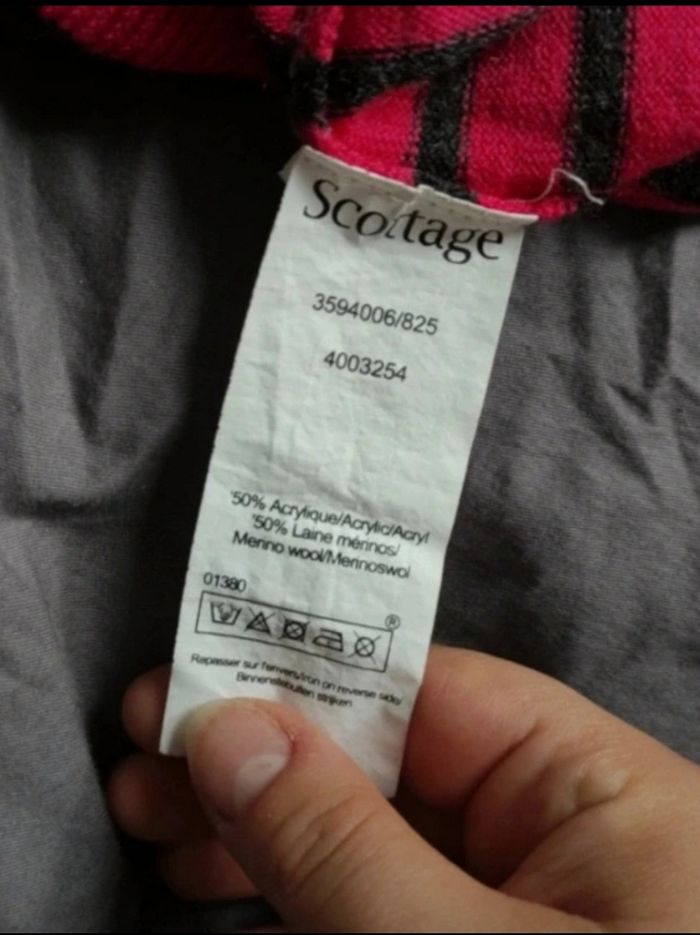 Scottage
3594006/825
4003254
'50% Acrylique/Acrylic/Acryl
'50% Laine mérinos/
Merino wool/Merinoswol
01380
®
Repasser sur l'envers/Iron on reverse side/
Binnenstebuiten strijken